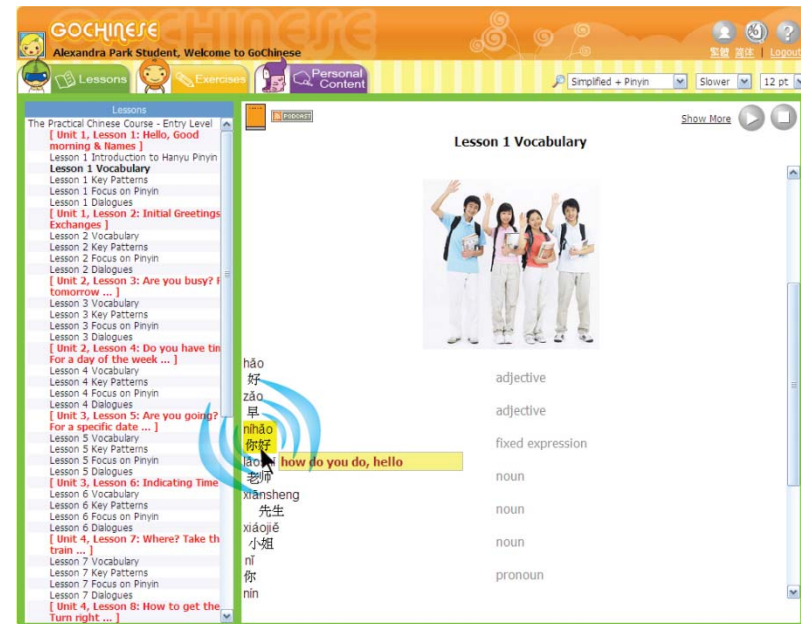 GOCHINESE
Alexandra Park Student, Welcome to GoChinese
繁體 简体 | Logout
Lessons
Exercises
Personal
Content
Simplified + Pinyin
Slower
12 pt
Lessons
The Practical Chinese Course - Entry Level
[ Unit 1, Lesson 1: Hello, Good
morning & Names ]
Lesson 1 Introduction to Hanyu Pinyin
Lesson 1 Vocabulary
Lesson 1 Key Patterns
Lesson 1 Focus on Pinyin
Lesson 1 Dialogues
[ Unit 1, Lesson 2: Initial Greetings
Exchanges ]
Lesson 2 Vocabulary
Lesson 2 Key Patterns
Lesson 2 Focus on Pinyin
Lesson 2 Dialogues
[ Unit 2, Lesson 3: Are you busy? F
tomorrow ... ]
Lesson 3 Vocabulary
Lesson 3 Key Patterns
Lesson 3 Focus on Pinyin
Lesson 3 Dialogues
[ Unit 2, Lesson 4: Do you have tim
For a day of the week ... ]
Lesson 4 Vocabulary
Lesson 4 Key Patterns
Lesson 4 Focus on Pinyin
Lesson 4 Dialogues
[ Unit 3, Lesson 5: Are you going?
For a specific date ... ]
Lesson 5 Vocabulary
Lesson 5 Key Patterns
Lesson 5 Focus on Pinyin
Lesson 5 Dialogues
[ Unit 3, Lesson 6: Indicating Time
Lesson 6 Vocabulary
Lesson 6 Key Patterns
Lesson 6 Focus on Pinyin
Lesson 6 Dialogues
[ Unit 4, Lesson 7: Where? Take th
train ... ]
Lesson 7 Vocabulary
Lesson 7 Key Patterns
Lesson 7 Focus on Pinyin
Lesson 7 Dialogues
[ Unit 4, Lesson 8: How to get the
Turn right ... ]
PODCAST
Show More
Lesson 1 Vocabulary
hǎo
好 adjective
zǎo
早 adjective
nǐhǎo
你好 fixed expression
how do you do, hello
老师 noun
xiānsheng
先生 noun
xiáojiě
小姐 noun
nǐ
你 pronoun
nín